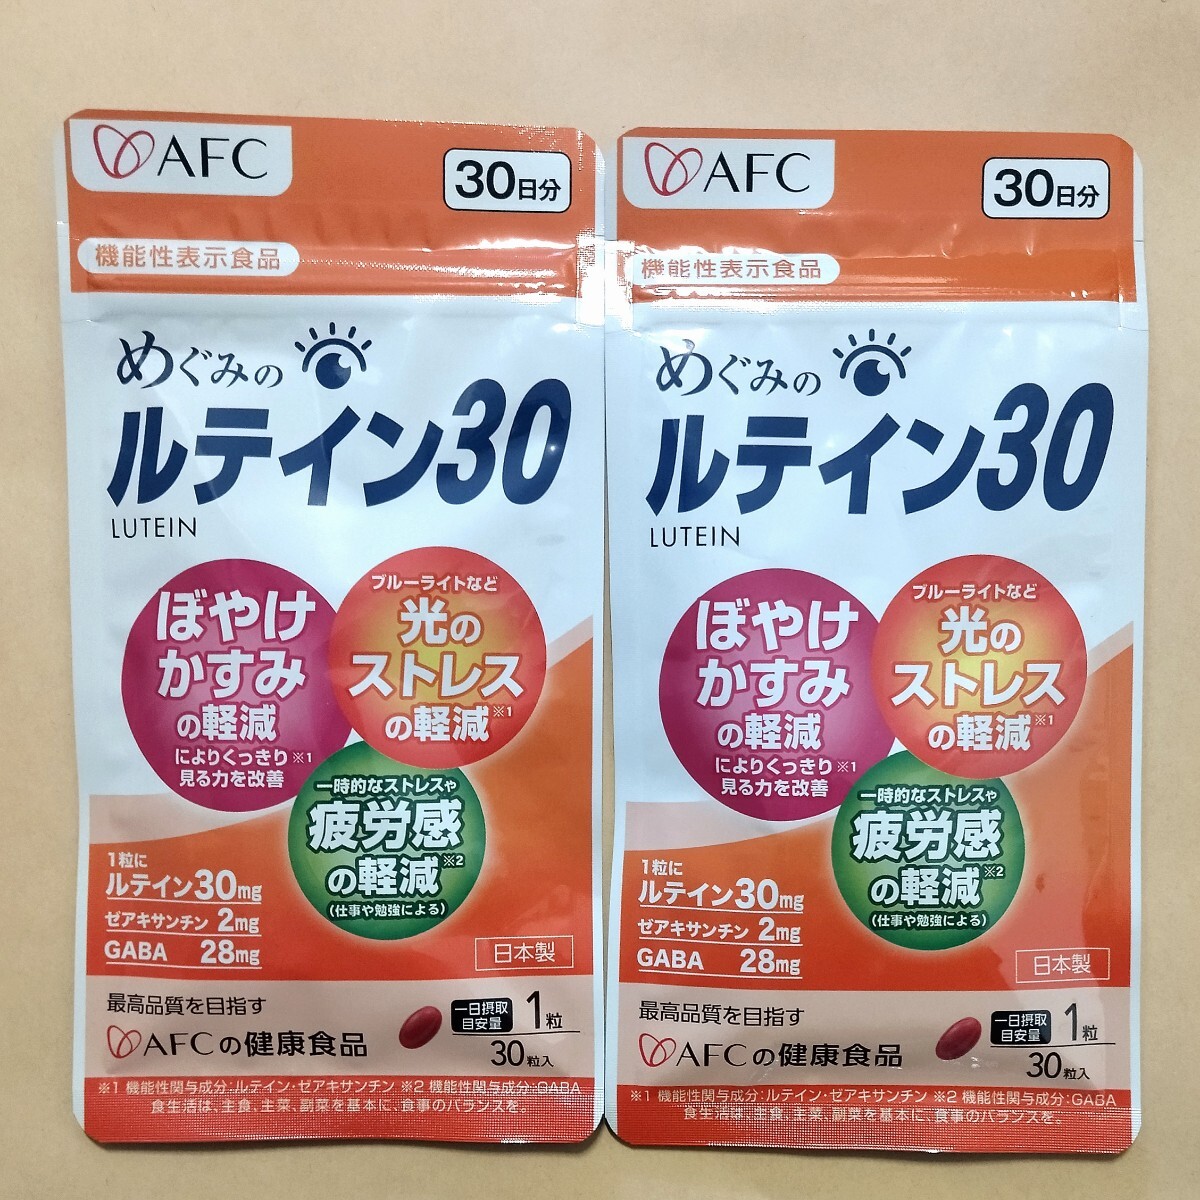 AFC
30日分
機能性表示食品
めぐみの
ルテイン30
LUTEIN
ぼやけ
かすみ
の軽減
によりくっきり※1
見る力を改善
ブルーライトなど
光の
ストレス
の軽減※1
一時的なストレスや
疲労感
の軽減※2
(仕事や勉強による)
1粒に
ルテイン30mg
ゼアキサンチン 2mg
GABA 28mg
日本製
最高品質を目指す
AFCの健康食品
一日摂取
目安量
1粒
30粒入
※1 機能性関与成分:ルテイン・ゼアキサンチン ※2 機能性関与成分:GABA
食生活は、主食、主菜、副菜を基本に、食事のバランスを。
AFC
30日分
機能性表示食品
めぐみの
ルテイン30
LUTEIN
ぼやけ
かすみ
の軽減
によりくっきり※1
見る力を改善
ブルーライトなど
光の
ストレス
の軽減※1
一時的なストレスや
疲労感
の軽減※2
(仕事や勉強による)
1粒に
ルテイン30mg
ゼアキサンチン 2mg
GABA 28mg
日本製
最高品質を目指す
AFCの健康食品
一日摂取
目安量
1粒
30粒入
※1 機能性関与成分:ルテイン・ゼアキサンチン ※2 機能性関与成分:GABA
食生活は、主食、主菜、副菜を基本に、食事のバランスを。